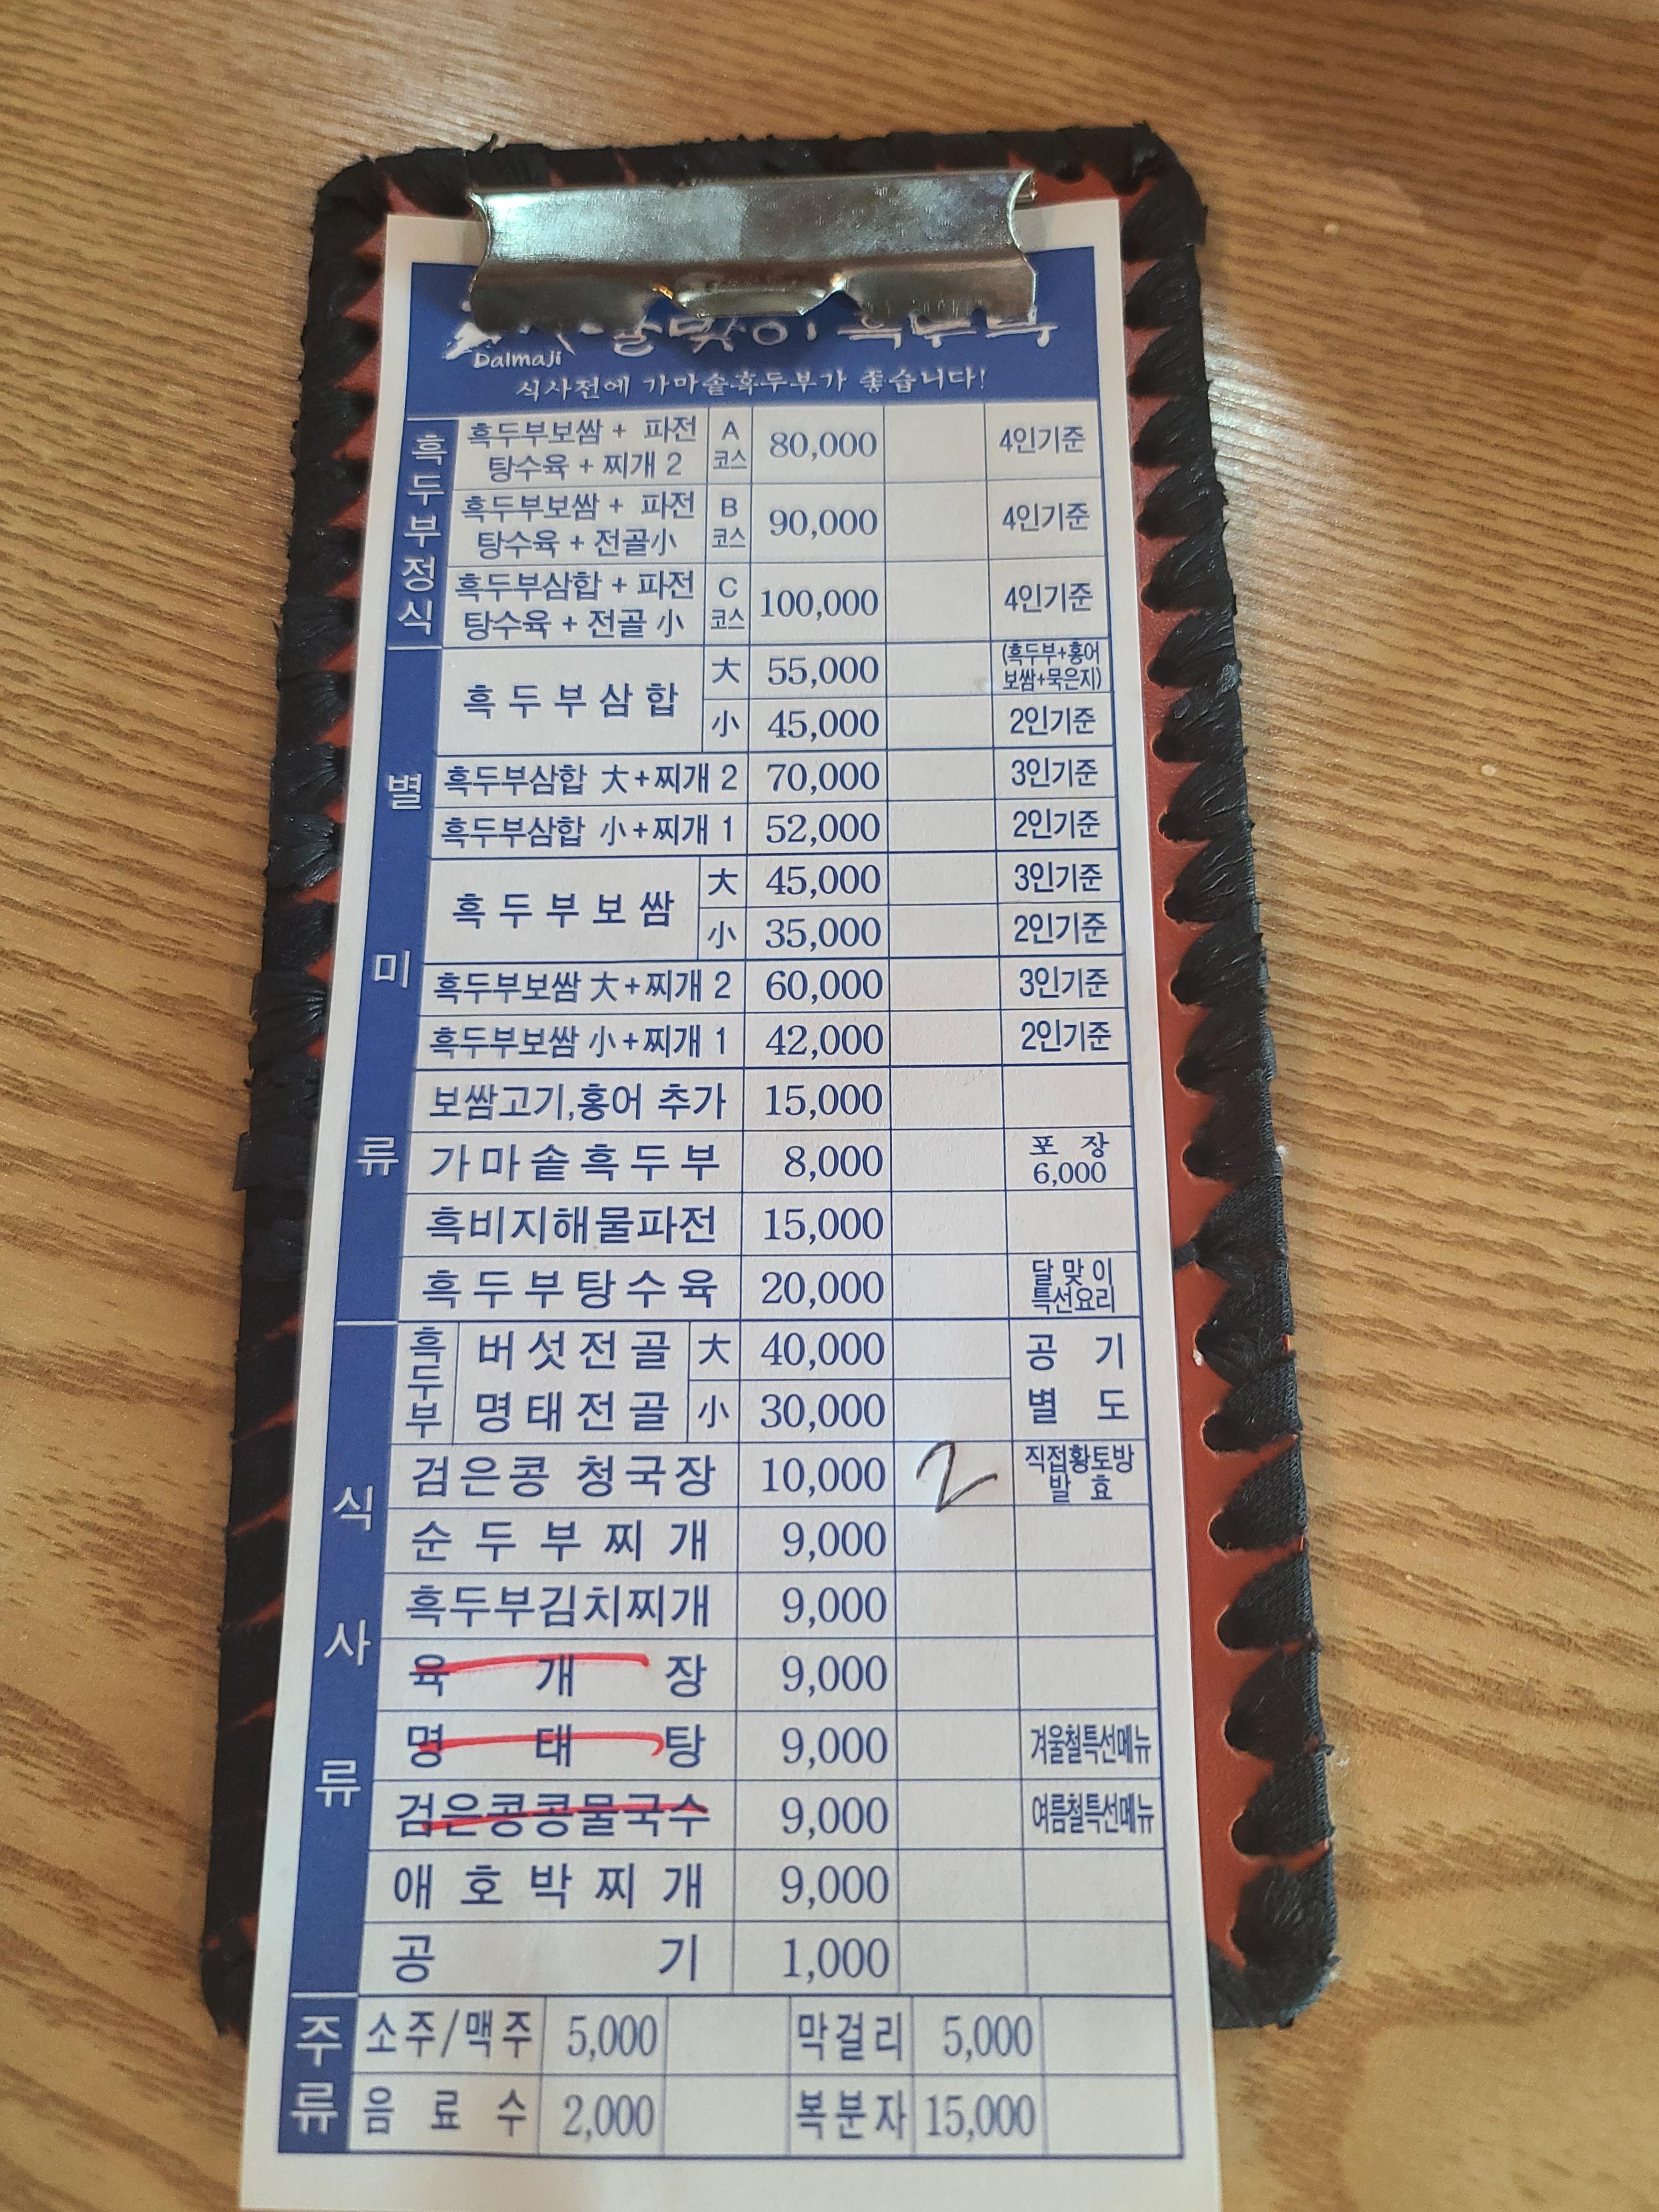 달맞이 흑두부
Dalmaji
식사전에 가마솥흑두부가 좋습니다!
흑두부정식
흑두부보쌈 + 파전 탕수육 + 찌개 2 A 코스 80,000 4인기준
흑두부보쌈 + 파전 탕수육 + 전골小 B 코스 90,000 4인기준
흑두부삼합 + 파전 탕수육 + 전골 小 C 코스 100,000 4인기준
별미류
흑두부삼합 大 55,000 (흑두부+홍어 보쌈+묵은지)
小 45,000 2인기준
흑두부삼합 大+찌개 2 70,000 3인기준
흑두부삼합 小+찌개 1 52,000 2인기준
흑두부보쌈 大 45,000 3인기준
小 35,000 2인기준
흑두부보쌈 大+찌개 2 60,000 3인기준
흑두부보쌈 小+찌개 1 42,000 2인기준
보쌈고기,홍어 추가 15,000
가마솥흑두부 8,000 포 장 6,000
흑비지해물파전 15,000
흑두부탕수육 20,000 달맞이 특선요리
식사류
흑두부 버섯전골 大 40,000 공 기
명태전골 小 30,000 별 도
검은콩 청국장 10,000 2 직접황토방 발 효
순두부찌개 9,000
흑두부김치찌개 9,000
육 개 장 9,000
명 태 탕 9,000 겨울철특선메뉴
검은콩콩물국수 9,000 여름철특선메뉴
애호박찌개 9,000
공 기 1,000
주류
소주/맥주 5,000 막걸리 5,000
음 료 수 2,000 복분자 15,000